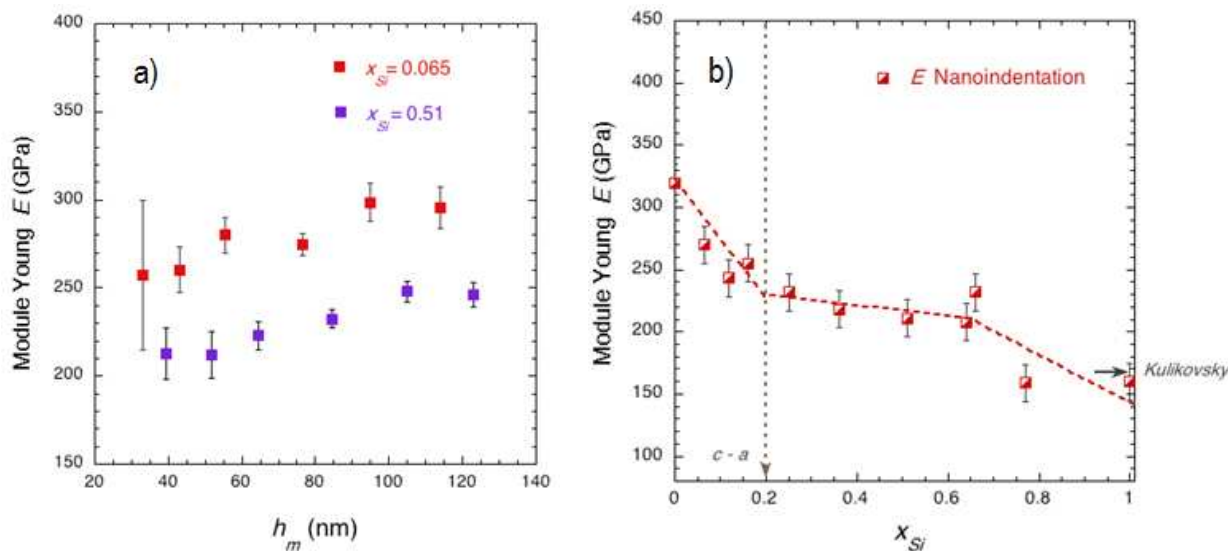 a)
x_Si = 0.065
x_Si = 0.51
Module Young E (GPa)
400
350
300
250
200
150
20 40 60 80 100 120 140
h_m (nm)
b)
E Nanoindentation
Module Young E (GPa)
450
400
350
300
250
200
150
100
c - a
Kulikovsky
0 0.2 0.4 0.6 0.8 1
x_Si